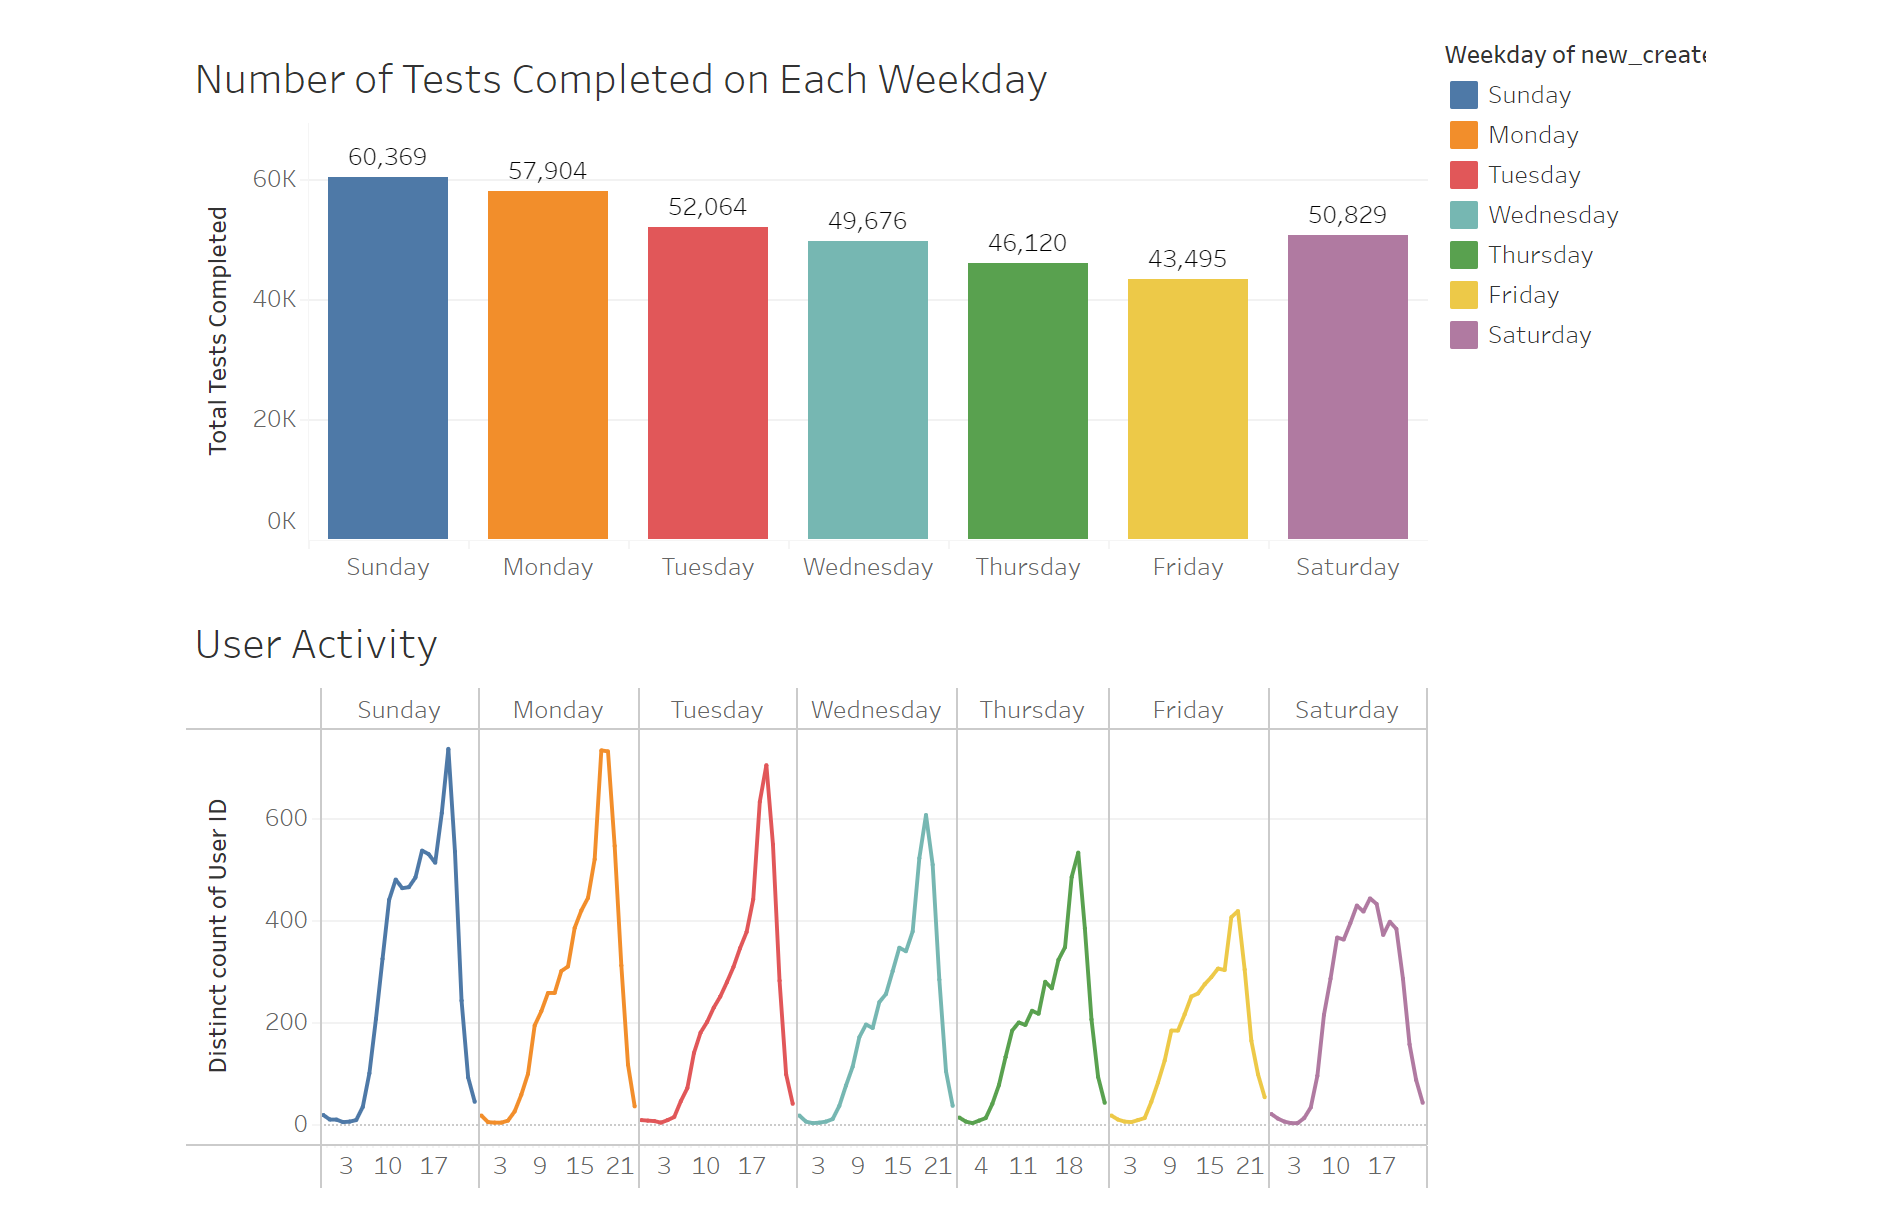 Number of Tests Completed on Each Weekday
Weekday of new_create
Sunday
Monday
Tuesday
Wednesday
Thursday
Friday
Saturday
Total Tests Completed
60K
40K
20K
0K
60,369
57,904
52,064
49,676
46,120
43,495
50,829
Sunday Monday Tuesday Wednesday Thursday Friday Saturday
User Activity
Sunday Monday Tuesday Wednesday Thursday Friday Saturday
Distinct count of User ID
600
400
200
0
3 10 17 3 9 15 21 3 10 17 3 9 15 21 4 11 18 3 9 15 21 3 10 17